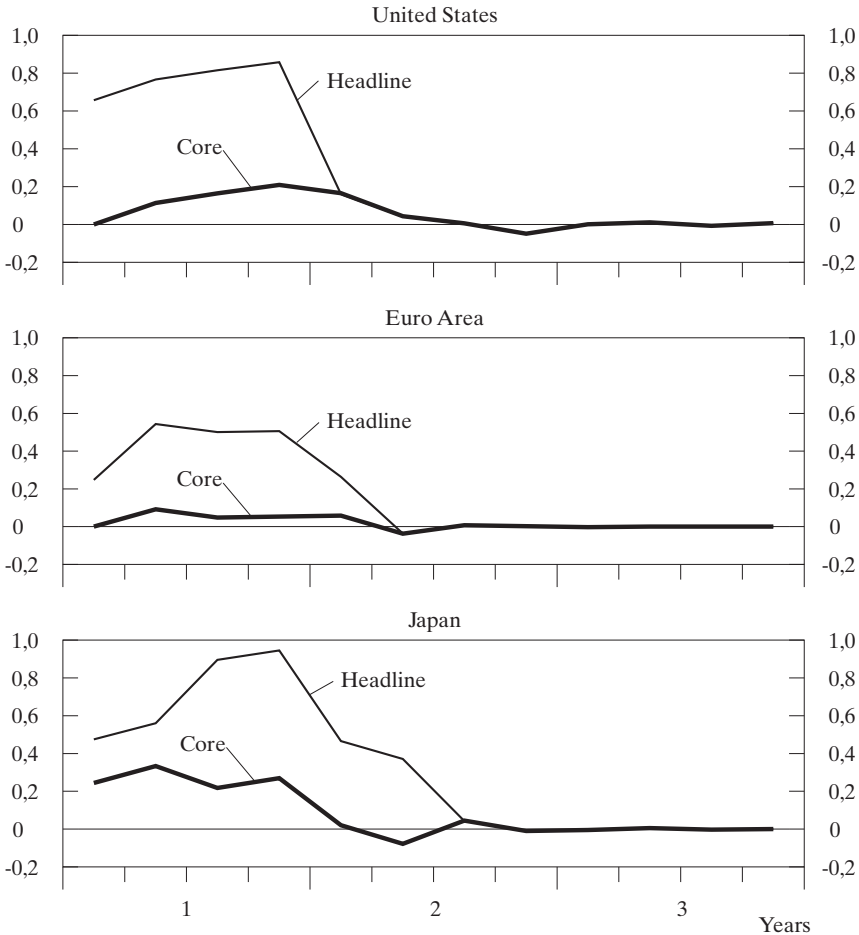 United States
1,0 1,0
0,8 0,8
Headline
0,6 0,6
Core
0,4 0,4
0,2 0,2
0 0
-0,2 -0,2
Euro Area
1,0 1,0
0,8 0,8
0,6 0,6
Headline
0,4 0,4
Core
0,2 0,2
0 0
-0,2 -0,2
Japan
1,0 1,0
0,8 0,8
Headline
0,6 0,6
Core
0,4 0,4
0,2 0,2
0 0
-0,2 -0,2
1 2 3
Years